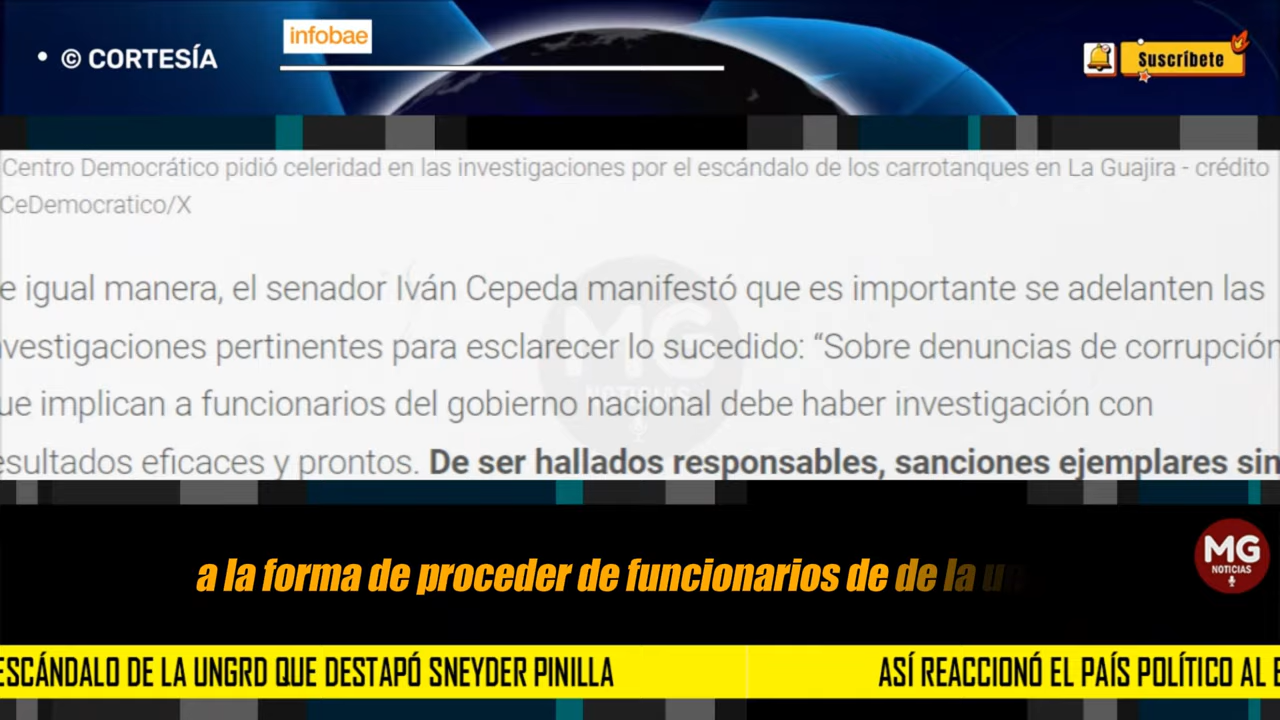 © CORTESÍA
infobae
Suscríbete
Centro Democrático pidió celeridad en las investigaciones por el escándalo de los carrotanques en La Guajira - crédito
CeDemocratico/X
e igual manera, el senador Iván Cepeda manifestó que es importante se adelanten las
nvestigaciones pertinentes para esclarecer lo sucedido: “Sobre denuncias de corrupción
ue implican a funcionarios del gobierno nacional debe haber investigación con
esultados eficaces y prontos. De ser hallados responsables, sanciones ejemplares sin
MG
NOTICIAS
a la forma de proceder de funcionarios de de la un
MG
NOTICIAS
ESCÁNDALO DE LA UNGRD QUE DESTAPÓ SNEYDER PINILLA
ASÍ REACCIONÓ EL PAÍS POLÍTICO AL E